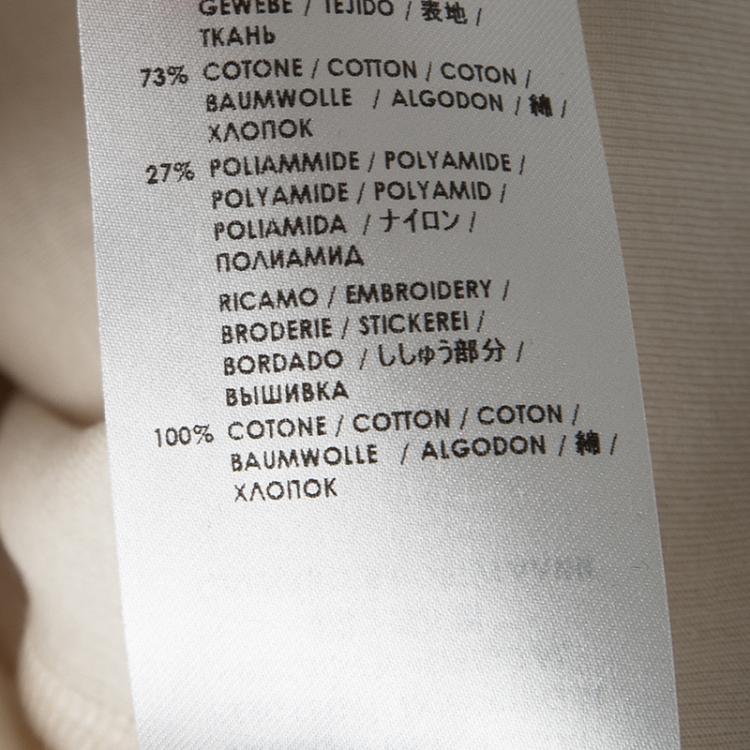 GEWEBE / TEJIDO / 表地 /
ТКАНЬ
73% COTONE / COTTON / COTON /
BAUMWOLLE / ALGODON / 綿 /
ХЛОПОК
27% POLIAMMIDE / POLYAMIDE /
POLYAMIDE / POLYAMID /
POLIAMIDA / ナイロン /
ПОЛИАМИД
RICAMO / EMBROIDERY /
BRODERIE / STICKEREI /
BORDADO / ししゅう部分 /
ВЫШИВКА
100% COTONE / COTTON / COTON /
BAUMWOLLE / ALGODON / 綿 /
ХЛОПОК